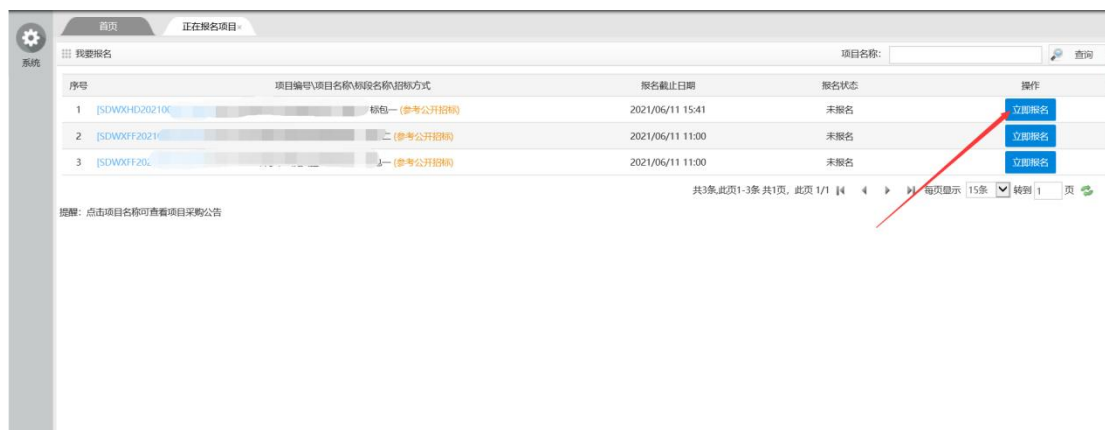 首页 正在报名项目×
系统
我要报名 项目名称: 查询
序号 项目编号\项目名称\标段名称\招标方式 报名截止日期 报名状态 操作
1 [SDWXHD202100 标包一 (参考公开招标) 2021/06/11 15:41 未报名 立即报名
2 [SDWXFF2021 二 (参考公开招标) 2021/06/11 11:00 未报名 立即报名
3 [SDWXFF202 一 (参考公开招标) 2021/06/11 11:00 未报名 立即报名
共3条,此页1-3条 共1页, 此页 1/1 每页显示 15条 转到 1 页
提醒: 点击项目名称可查看项目采购公告